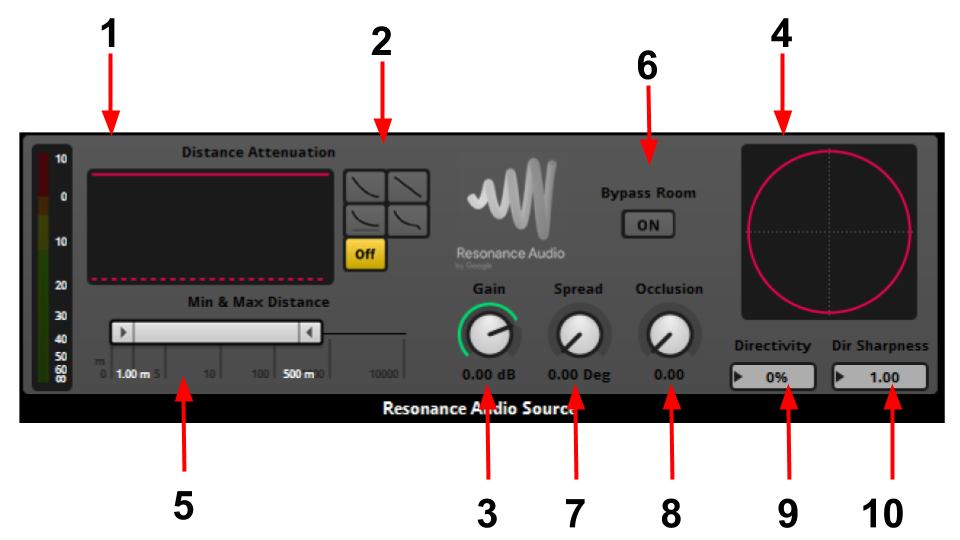 1
2
6
4
Distance Attenuation
10
0
10
20
30
40
50
60
∞
Off
Resonance Audio
by Google
Bypass Room
ON
Min & Max Distance
m
0 1.00 m 5 10 100 500 m 10000
Gain Spread Occlusion
0.00 dB 0.00 Deg 0.00
Directivity Dir Sharpness
0% 1.00
Resonance Audio Source
5
3
7
8
9
10